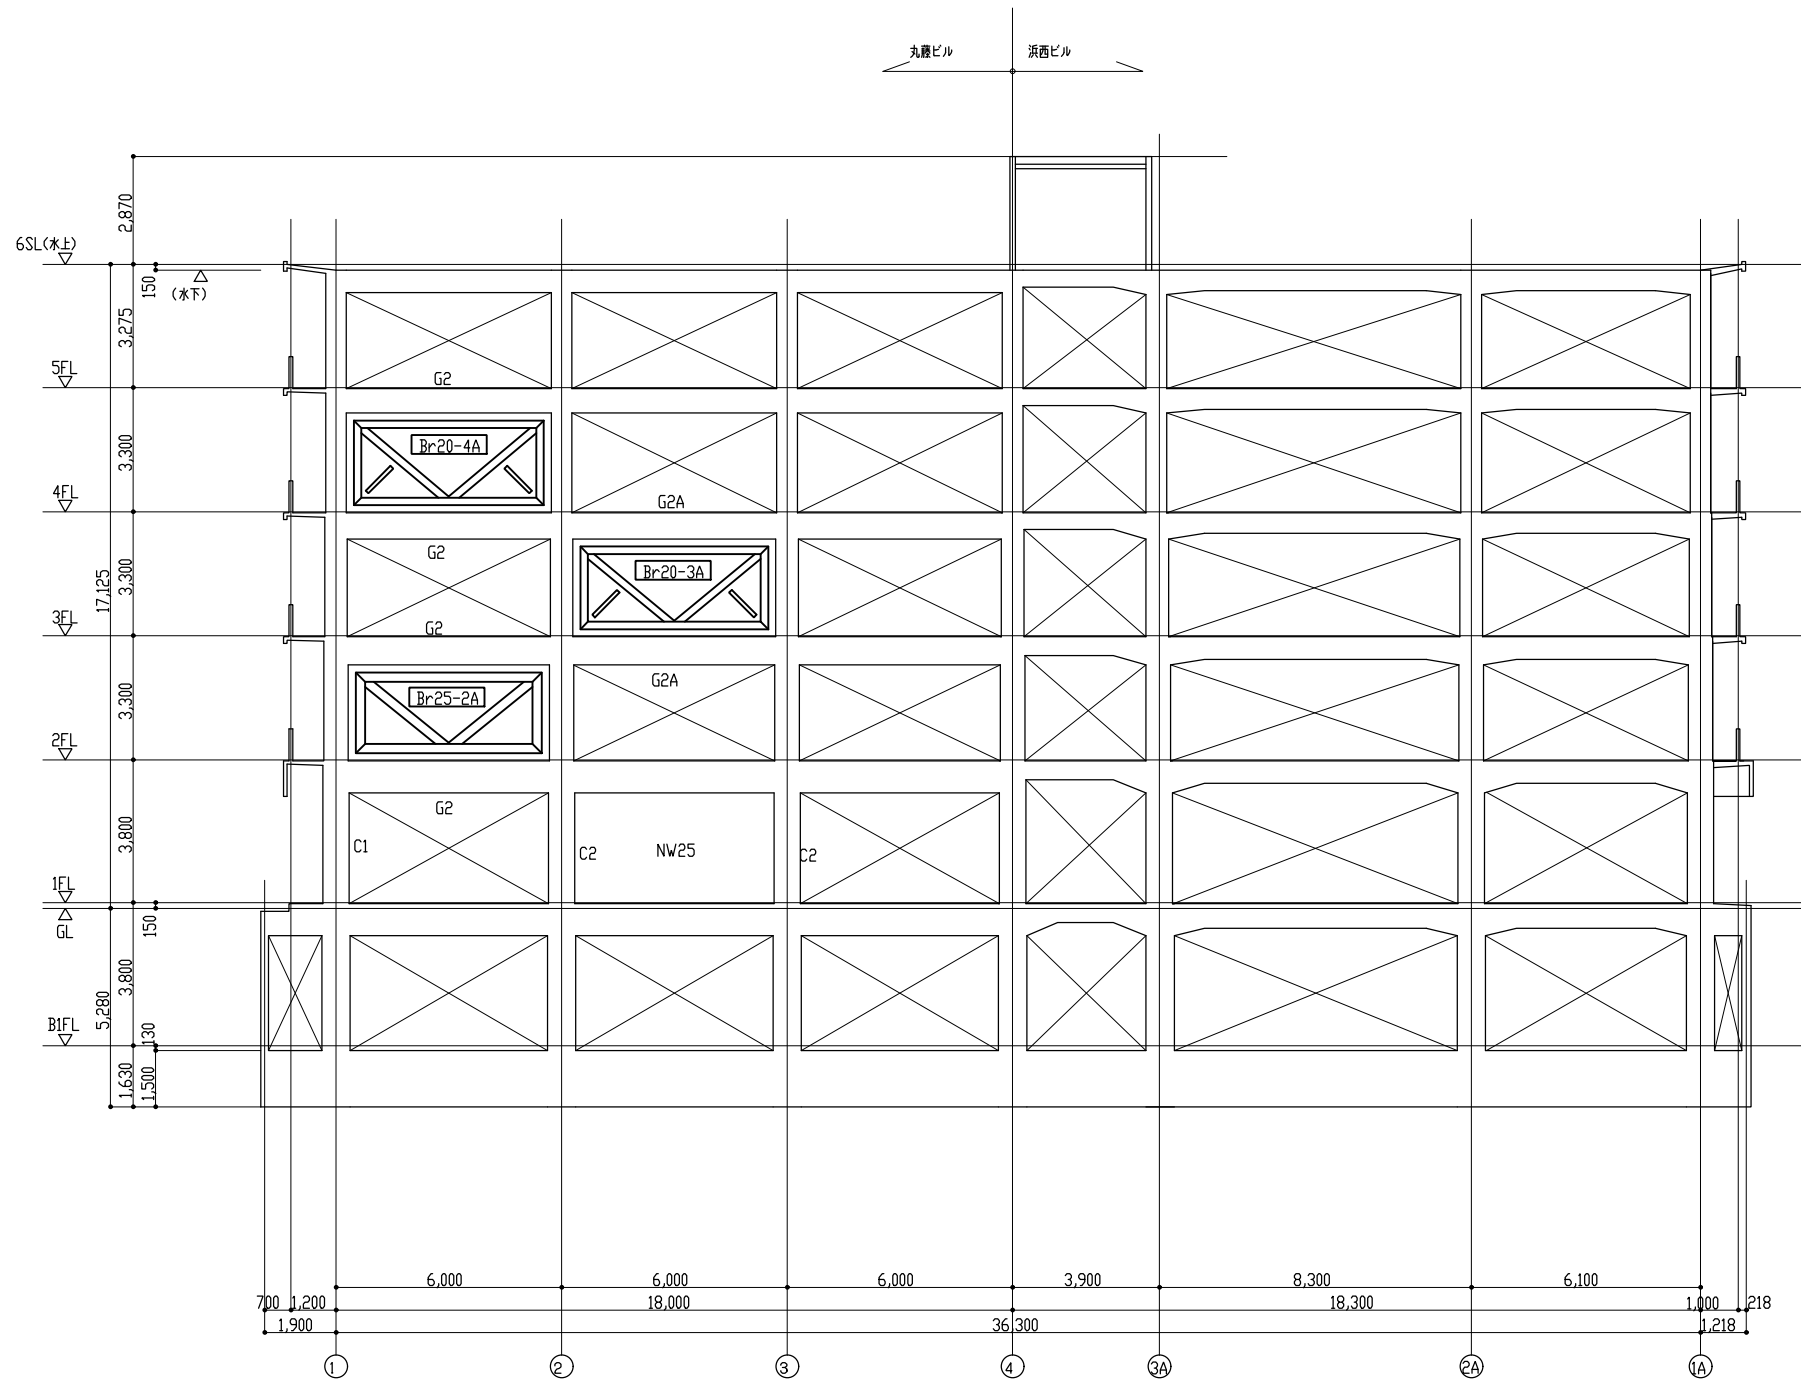 丸藤ビル 浜西ビル
2,870
6SL(水上)
150
(水下)
3,275
5FL
G2
3,300
Br20-4A
4FL
G2A
G2
17,125
3,300
Br20-3A
3FL
G2
G2A
3,300
Br25-2A
2FL
G2
3,800
C1
C2
NW25
C2
1FL
150
GL
3,800
5,280
B1FL
130
1,630
1,500
6,000 6,000 6,000 3,900 8,300 6,100
700 1,200 18,000 18,300 1,000 218
1,900 36,300 1,218
1 2 3 4 3A 2A 1A